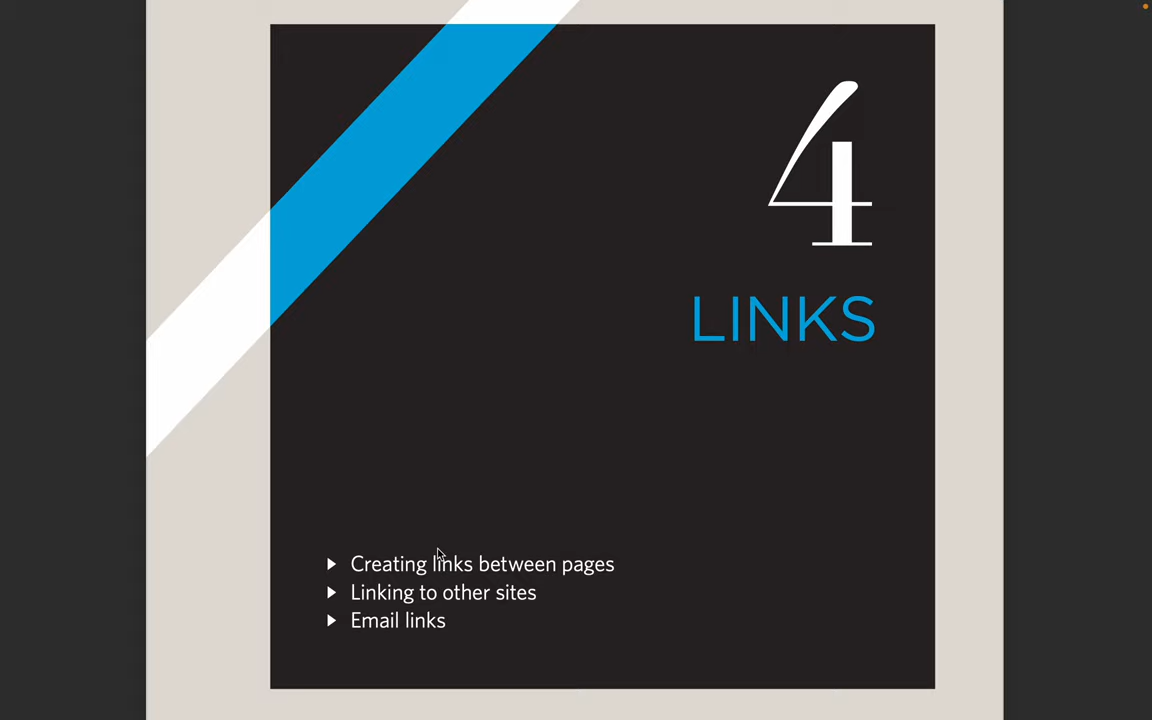 4
LINKS
Creating links between pages
Linking to other sites
Email links